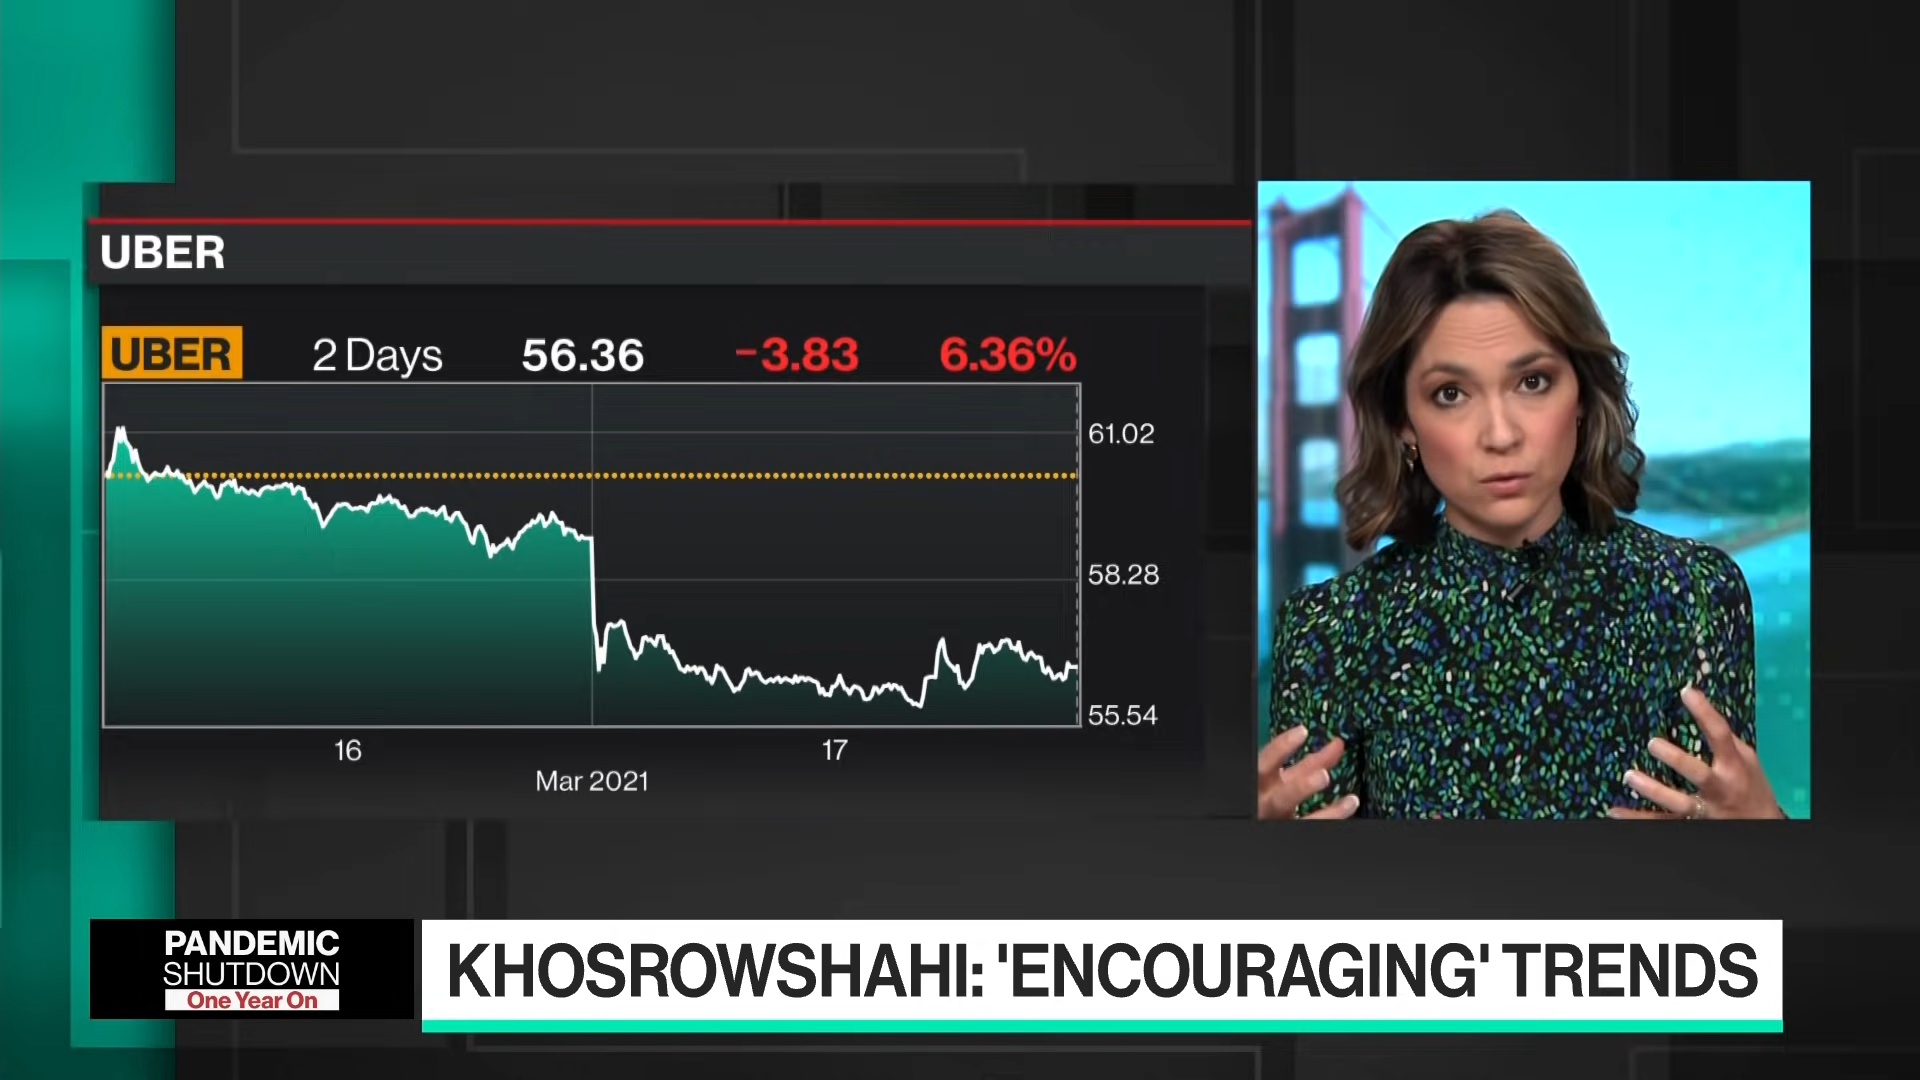 UBER
UBER 2 Days 56.36 −3.83 6.36%
61.02
58.28
55.54
16 17
Mar 2021
PANDEMIC
SHUTDOWN
One Year On
KHOSROWSHAHI: 'ENCOURAGING' TRENDS